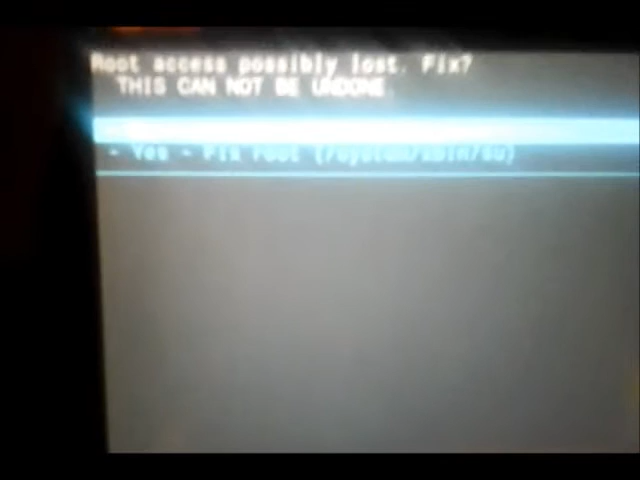 Root access possibly lost. Fix?
THIS CAN NOT BE UNDONE.
- Yes - Fix root (/system/xbin/su)